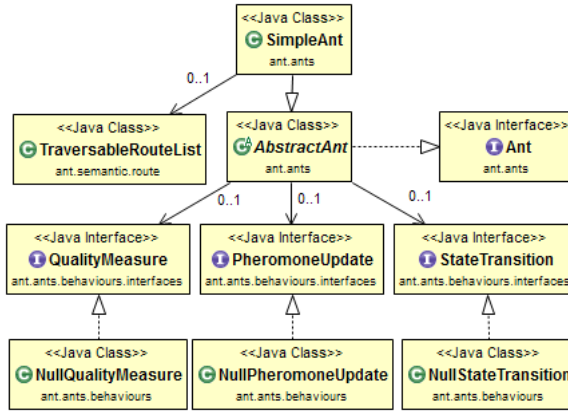 <<Java Class>>
SimpleAnt
ant.ants
0..1
<<Java Class>>
TraversableRouteList
ant.semantic.route
<<Java Class>>
AbstractAnt
ant.ants
<<Java Interface>>
Ant
ant.ants
0..1
0..1
0..1
<<Java Interface>>
QualityMeasure
ant.ants.behaviours.interfaces
<<Java Interface>>
PheromoneUpdate
ant.ants.behaviours.interfaces
<<Java Interface>>
StateTransition
ant.ants.behaviours.interfaces
<<Java Class>>
NullQualityMeasure
ant.ants.behaviours
<<Java Class>>
NullPheromoneUpdate
ant.ants.behaviours
<<Java Class>>
NullStateTransition
ant.ants.behaviours